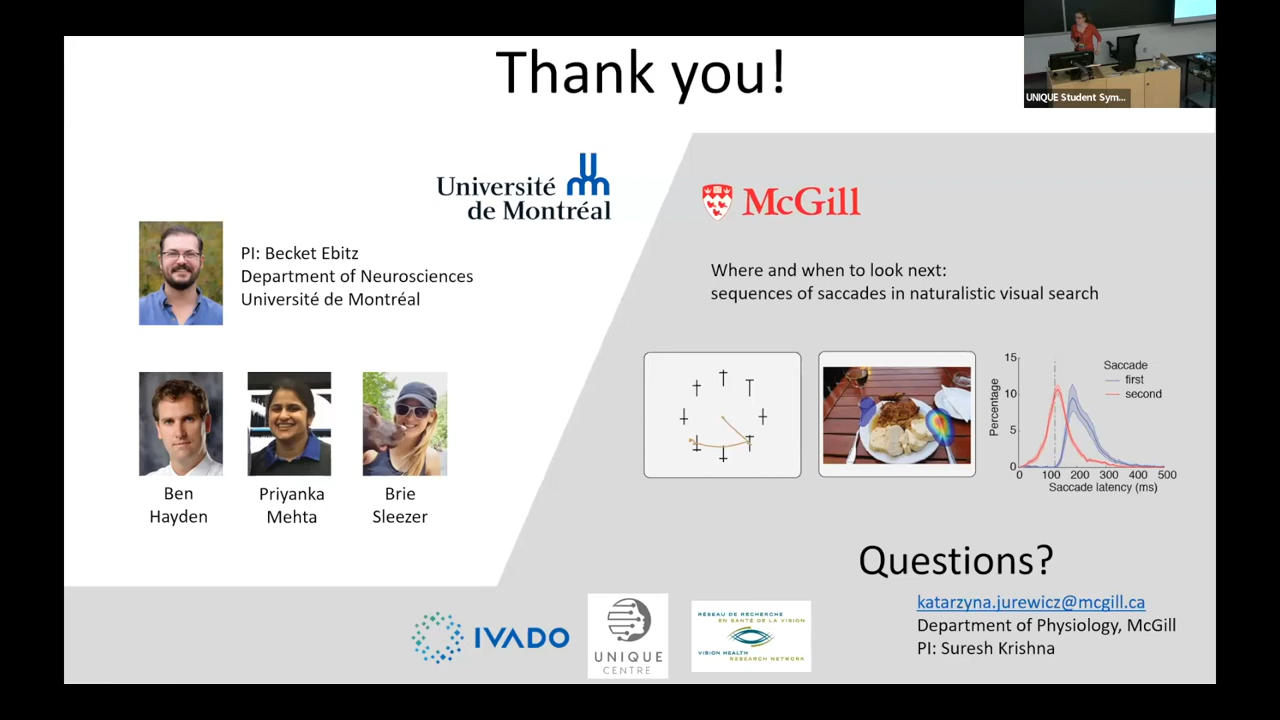 Thank you!
UNIQUE Student Sym...
Université
de Montréal
McGill
PI: Becket Ebitz
Department of Neurosciences
Université de Montréal
Where and when to look next:
sequences of saccades in naturalistic visual search
Ben
Hayden
Priyanka
Mehta
Brie
Sleezer
15
10
5
0
Percentage
Saccade
first
second
0 100 200 300 400 500
Saccade latency (ms)
Questions?
katarzyna.jurewicz@mcgill.ca
Department of Physiology, McGill
PI: Suresh Krishna
IVADO
UNIQUE
CENTRE
RÉSEAU DE RECHERCHE
EN SANTÉ DE LA VISION
VISION HEALTH
RESEARCH NETWORK